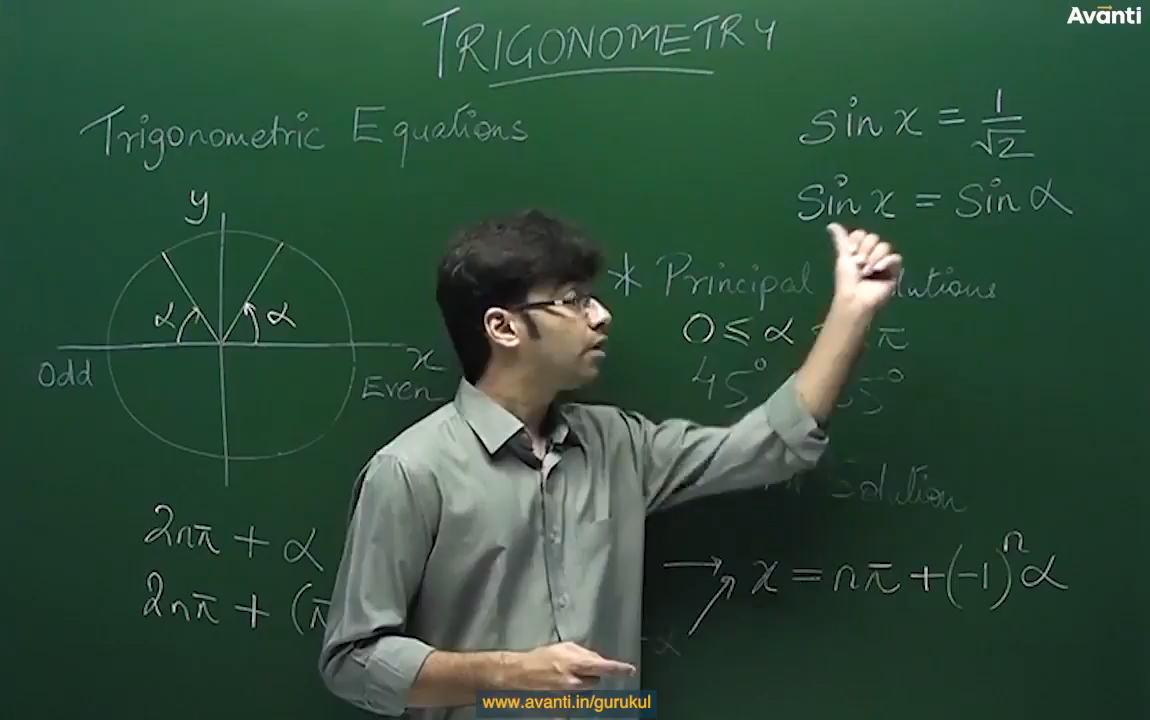 Avanti
TRIGONOMETRY
Trigonometric Equations
sin x = 1/√2
sin x = sin α
y
* Principal
0 ≤ α π
45°
α α
x
Odd
Even
Solution
2nπ + α
x = nπ + (-1)ⁿ α
2nπ + (π
www.avanti.in/gurukul